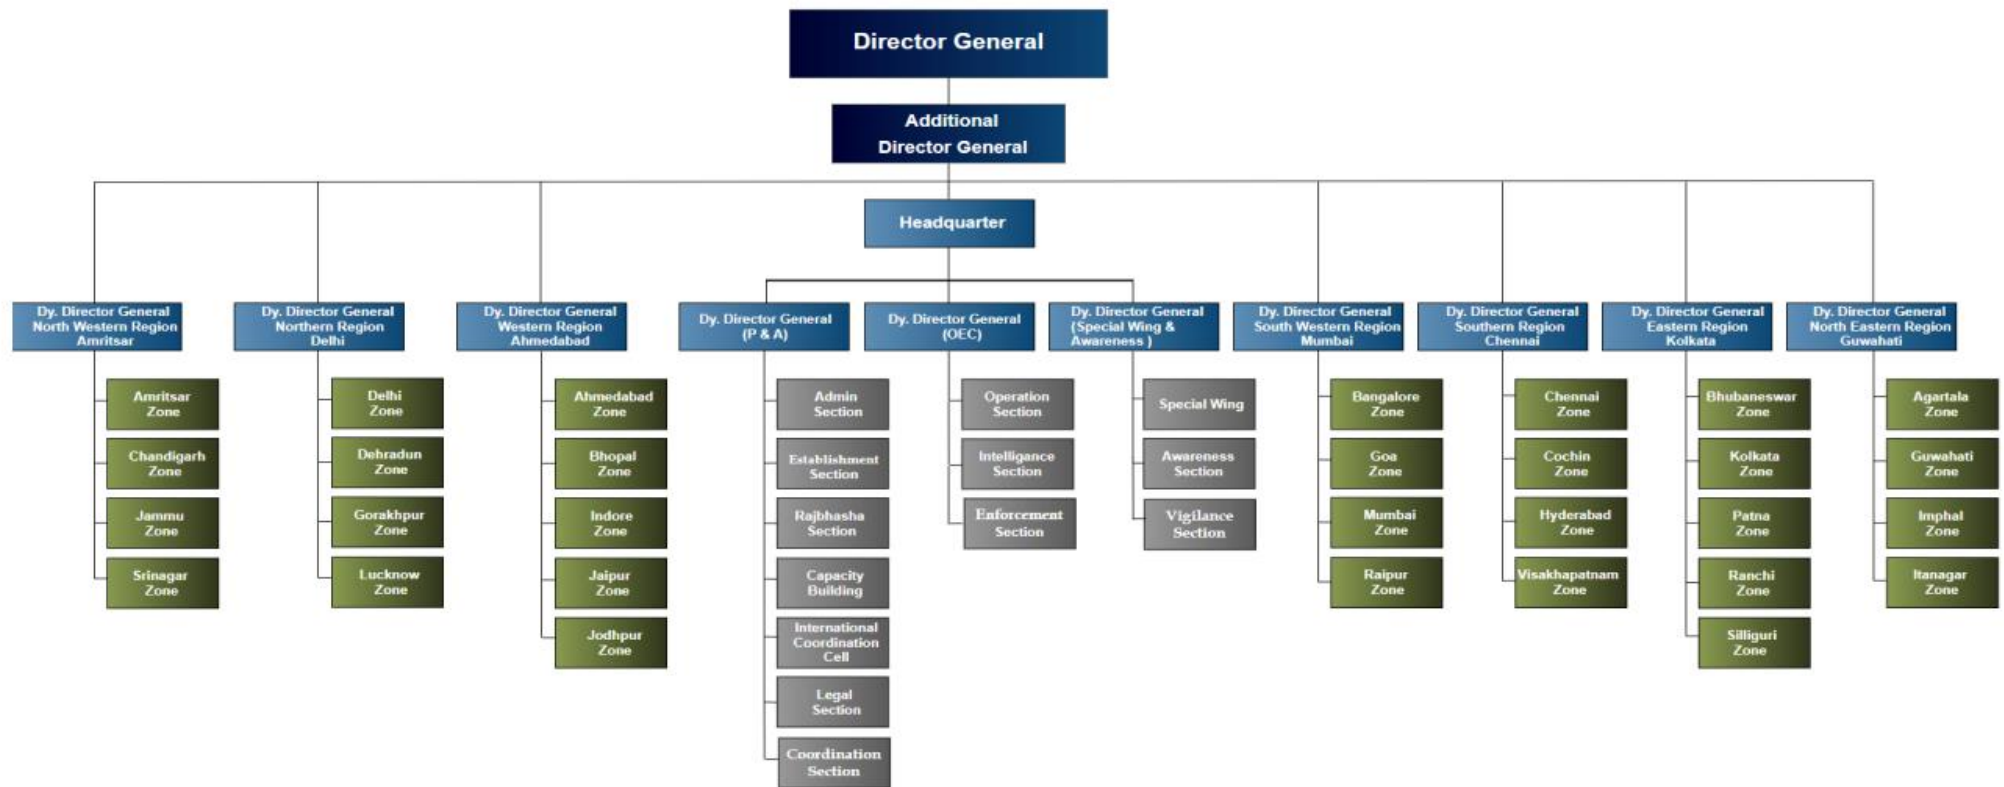 Director General
Additional
Director General
Headquarter
Dy. Director General
North Western Region
Amritsar
Dy. Director General
Northern Region
Delhi
Dy. Director General
Western Region
Ahmedabad
Dy. Director General
(P & A)
Dy. Director General
(OEC)
Dy. Director General
(Special Wing &
Awareness )
Dy. Director General
South Western Region
Mumbai
Dy. Director General
Southern Region
Chennai
Dy. Director General
Eastern Region
Kolkata
Dy. Director General
North Eastern Region
Guwahati
Amritsar
Zone
Chandigarh
Zone
Jammu
Zone
Srinagar
Zone
Delhi
Zone
Dehradun
Zone
Gorakhpur
Zone
Lucknow
Zone
Ahmedabad
Zone
Bhopal
Zone
Indore
Zone
Jaipur
Zone
Jodhpur
Zone
Admin
Section
Establishment
Section
Rajbhasha
Section
Capacity
Building
International
Coordination
Cell
Legal
Section
Coordination
Section
Operation
Section
Intelligance
Section
Enforcement
Section
Special Wing
Awareness
Section
Vigilance
Section
Bangalore
Zone
Goa
Zone
Mumbai
Zone
Raipur
Zone
Chennai
Zone
Cochin
Zone
Hyderabad
Zone
Visakhapatnam
Zone
Bhubaneswar
Zone
Kolkata
Zone
Patna
Zone
Ranchi
Zone
Silliguri
Zone
Agartala
Zone
Guwahati
Zone
Imphal
Zone
Itanagar
Zone